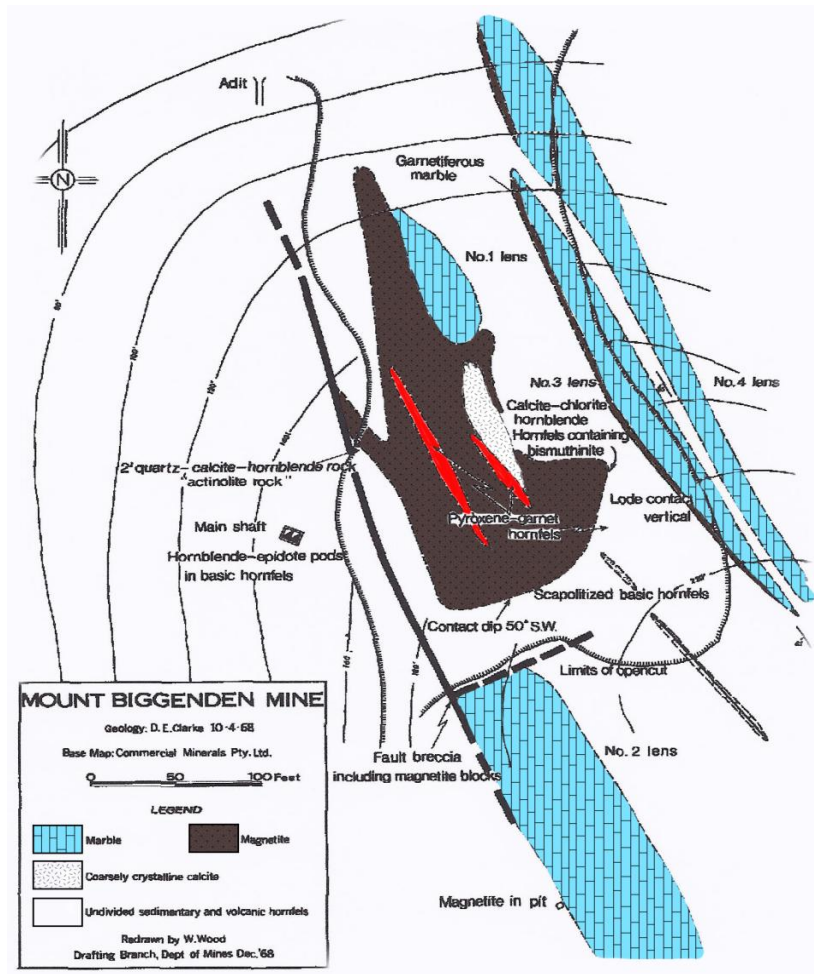 Adit
N
Garnetiferous
marble
No.1 lens
No.3 lens
No.4 lens
Calcite-chlorite
hornblende
Hornfels containing
bismuthinite
2' quartz-calcite-hornblende rock
"actinolite rock"
Main shaft
Hornblende-epidote pods
in basic hornfels
Pyroxene-garnet
hornfels
Lode contact
vertical
Scapolitized basic hornfels
Contact dip 50° S.W.
Limits of opencut
No. 2 lens
Fault breccia
including magnetite blocks
Magnetite in pit
MOUNT BIGGENDEN MINE
Geology: D.E.Clarke 10-4-68
Base Map: Commercial Minerals Pty. Ltd.
0 50 100 Feet
LEGEND
Marble
Magnetite
Coarsely crystalline calcite
Undivided sedimentary and volcanic hornfels
Redrawn by W.Wood
Drafting Branch, Dept of Mines Dec.'68